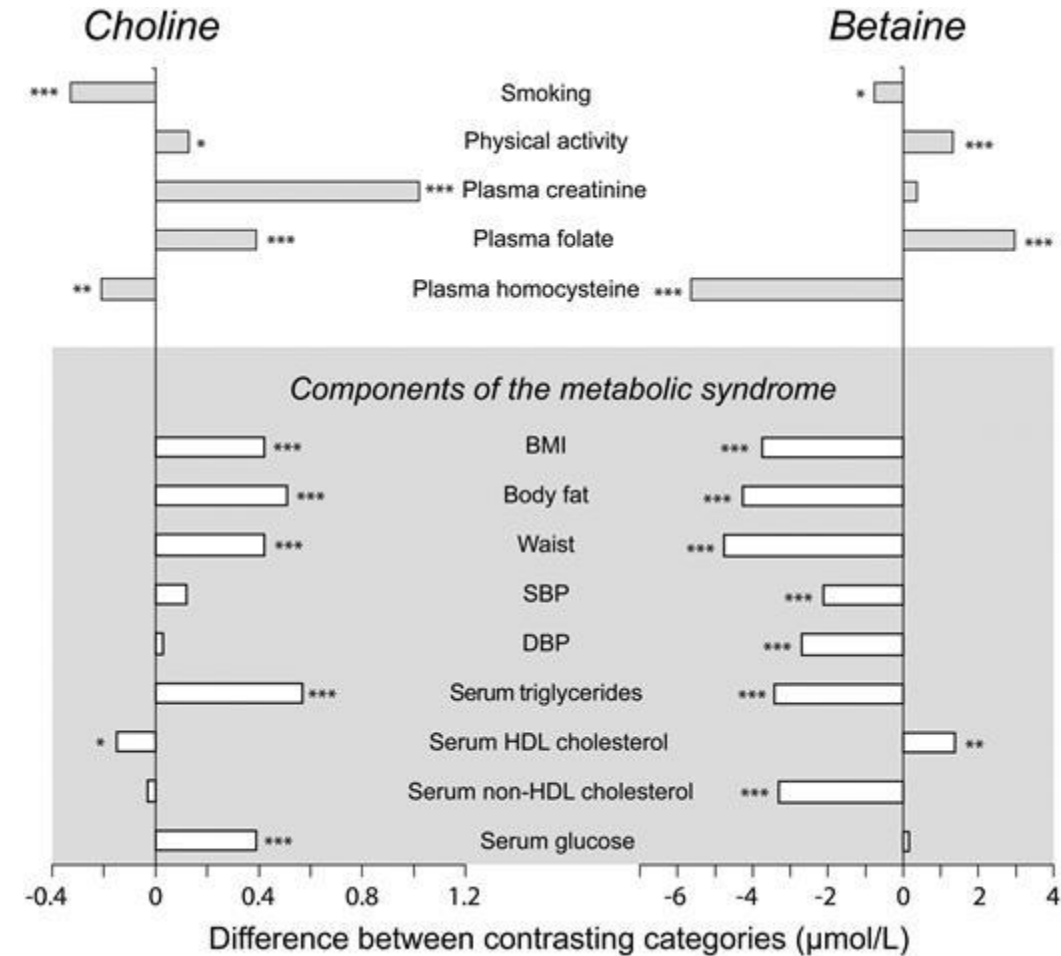 Choline Betaine
*** Smoking *
* Physical activity ***
*** Plasma creatinine
*** Plasma folate ***
** Plasma homocysteine ***
Components of the metabolic syndrome
*** BMI ***
*** Body fat ***
*** Waist ***
SBP ***
DBP ***
*** Serum triglycerides ***
* Serum HDL cholesterol **
Serum non-HDL cholesterol ***
*** Serum glucose
-0.4 0 0.4 0.8 1.2 -6 -4 -2 0 2 4
Difference between contrasting categories (µmol/L)